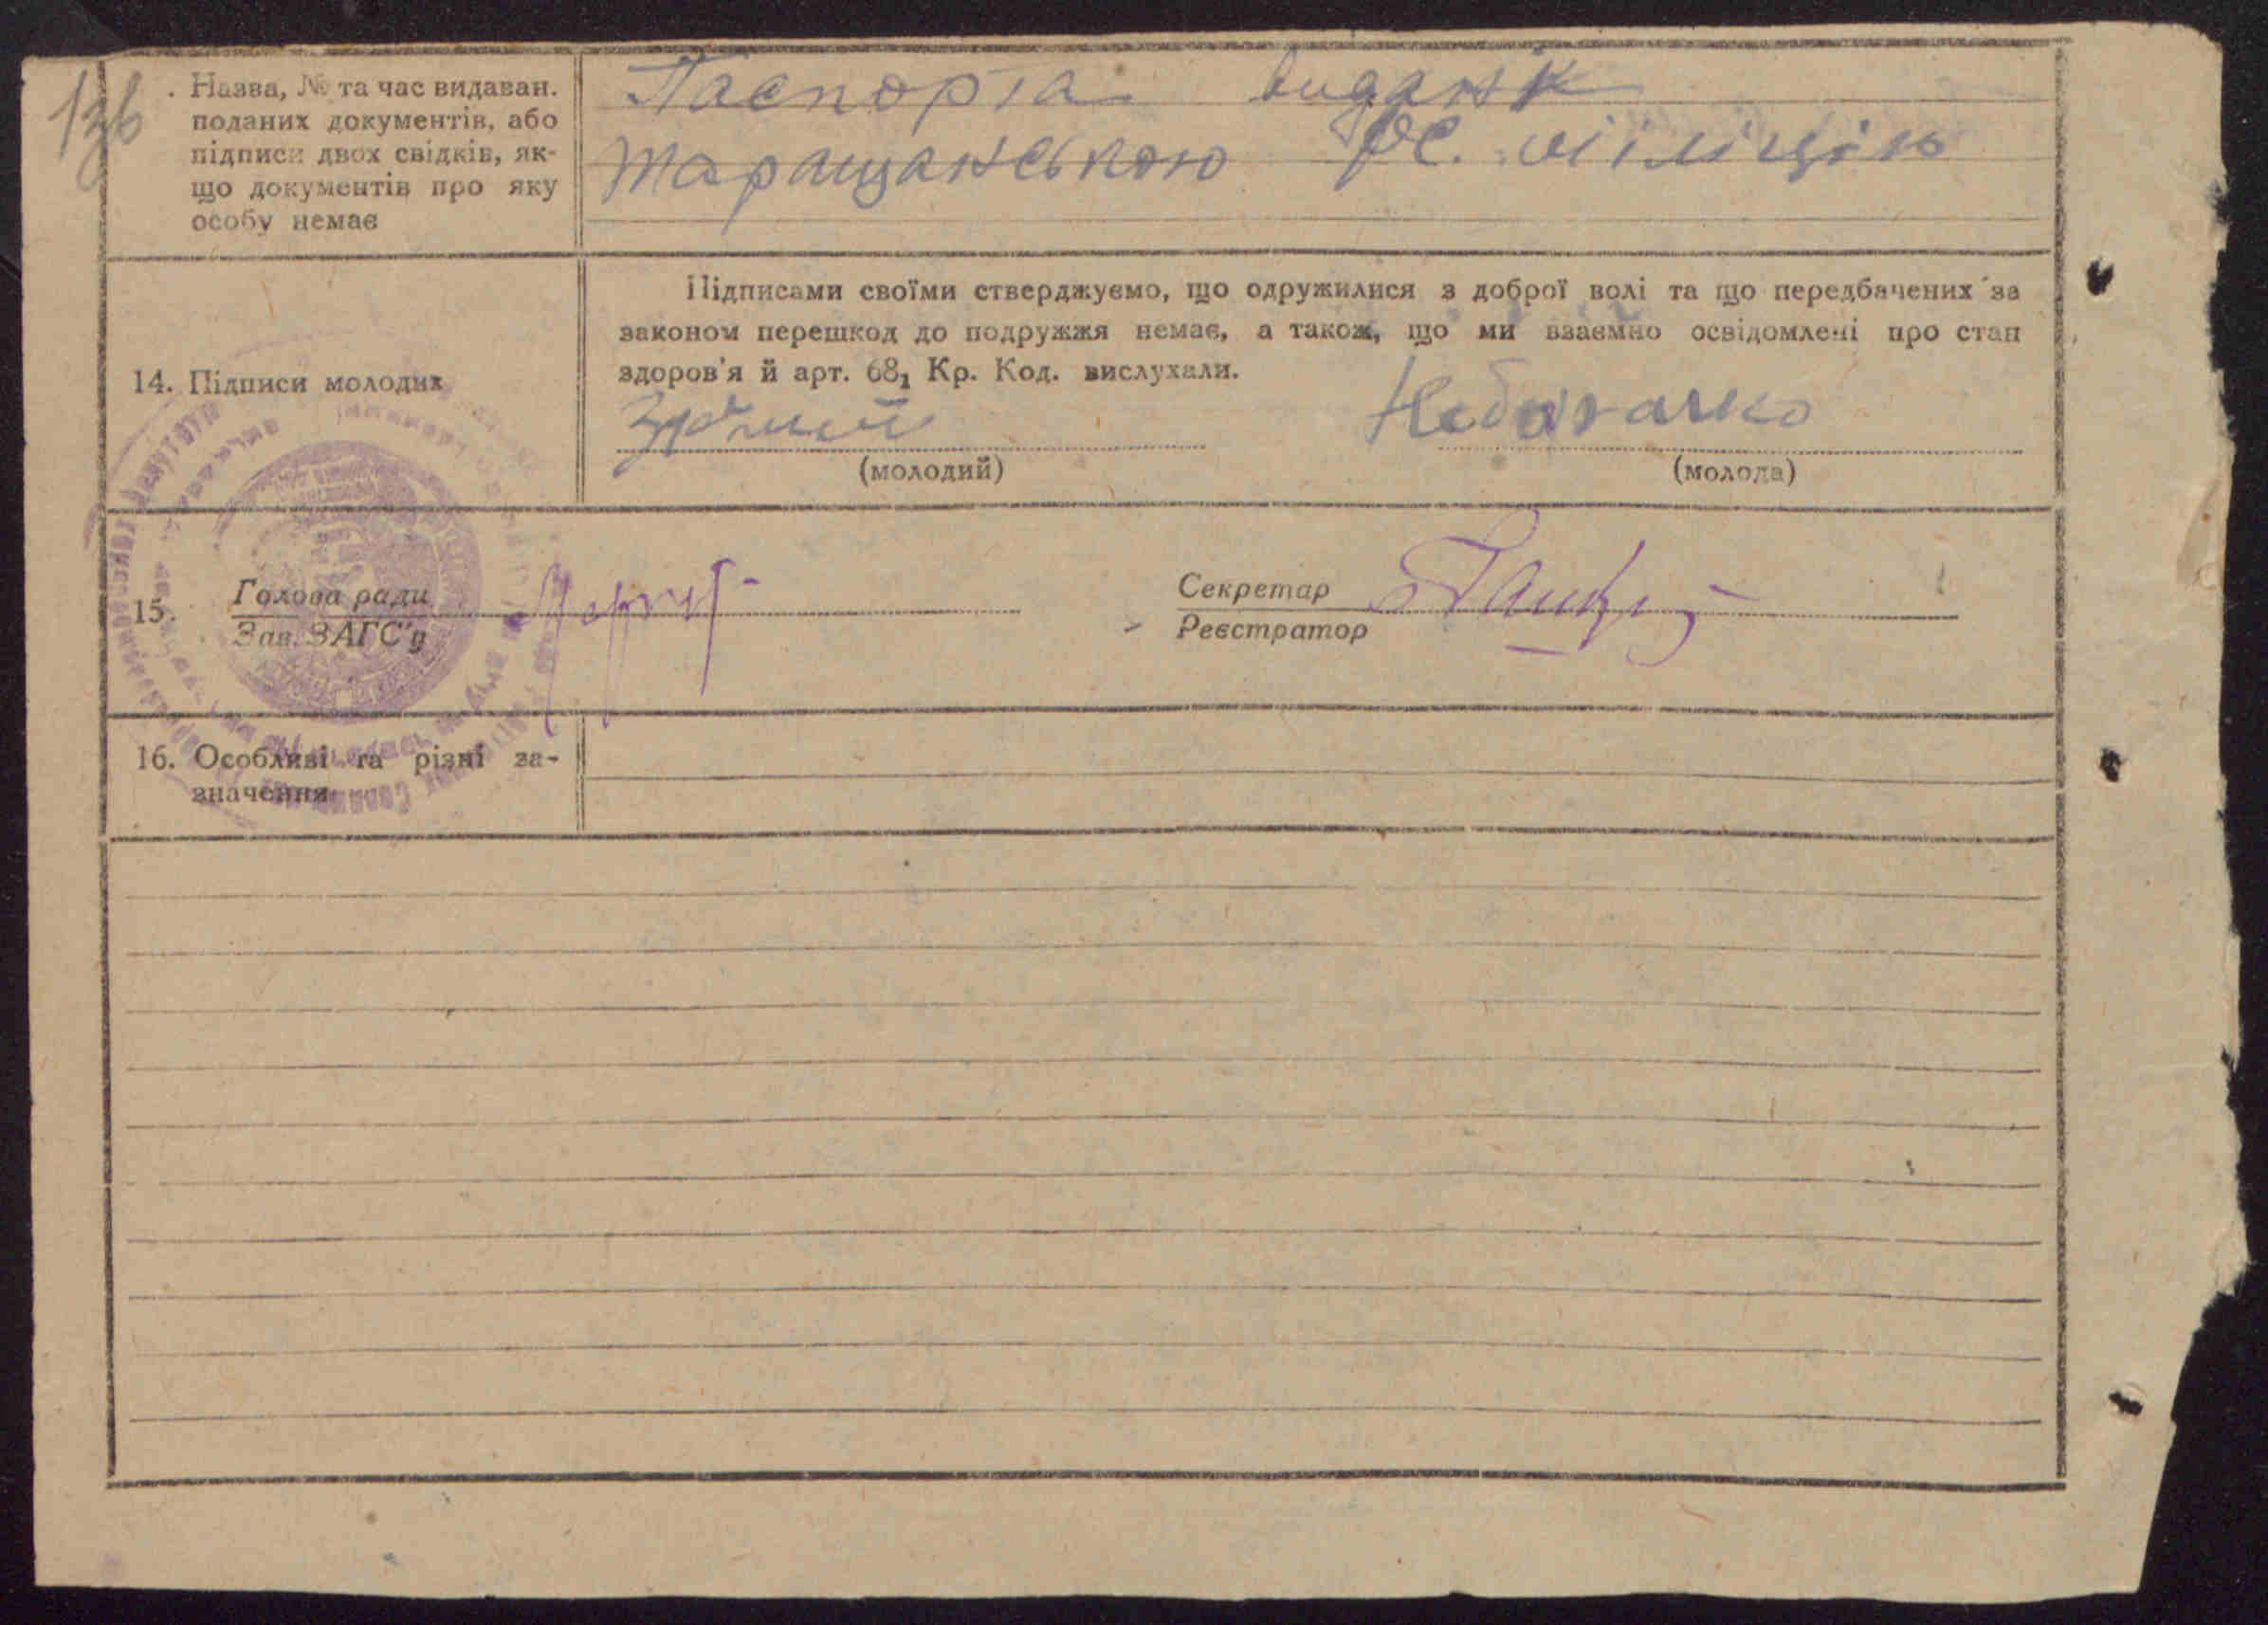 13б
. Назва, № та час видаван.
поданих документів, або
підписи двох свідків, як-
що документів про яку
особу немає
Паспорта видані
Таращанською Ре. міліцією
14. Підписи молодих
Підписами своїми стверджуємо, що одружилися з доброї волі та що передбачених за
законом перешкод до подружжя немає, а також, що ми взаємно освідомлені про стан
здоров'я й арт. 68₁ Кр. Код. вислухали.
(молодий)
(молода)
15. Голова ради
Зав. ЗАГС'у
Секретар
Реєстратор
16. Особливі та різні за-
значення